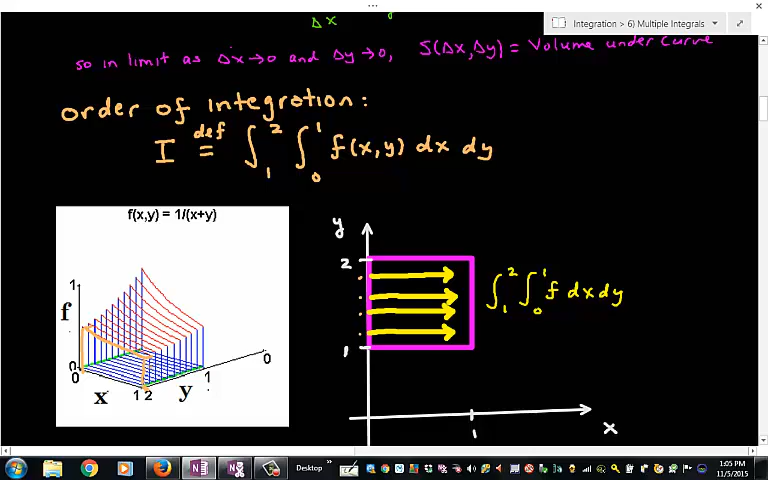 Integration > 6) Multiple Integrals
Δx
so in limit as Δx→0 and Δy→0, S(Δx,Δy) = Volume under curve
order of integration:
I def= ∫₁² ∫₀¹ f(x,y) dx dy
f(x,y) = 1/(x+y)
1
f
0
0
x
1 2
y
1
0
y
2
1
1
x
∫₁² ∫₀¹ f dx dy
Desktop
1:05 PM
11/5/2015